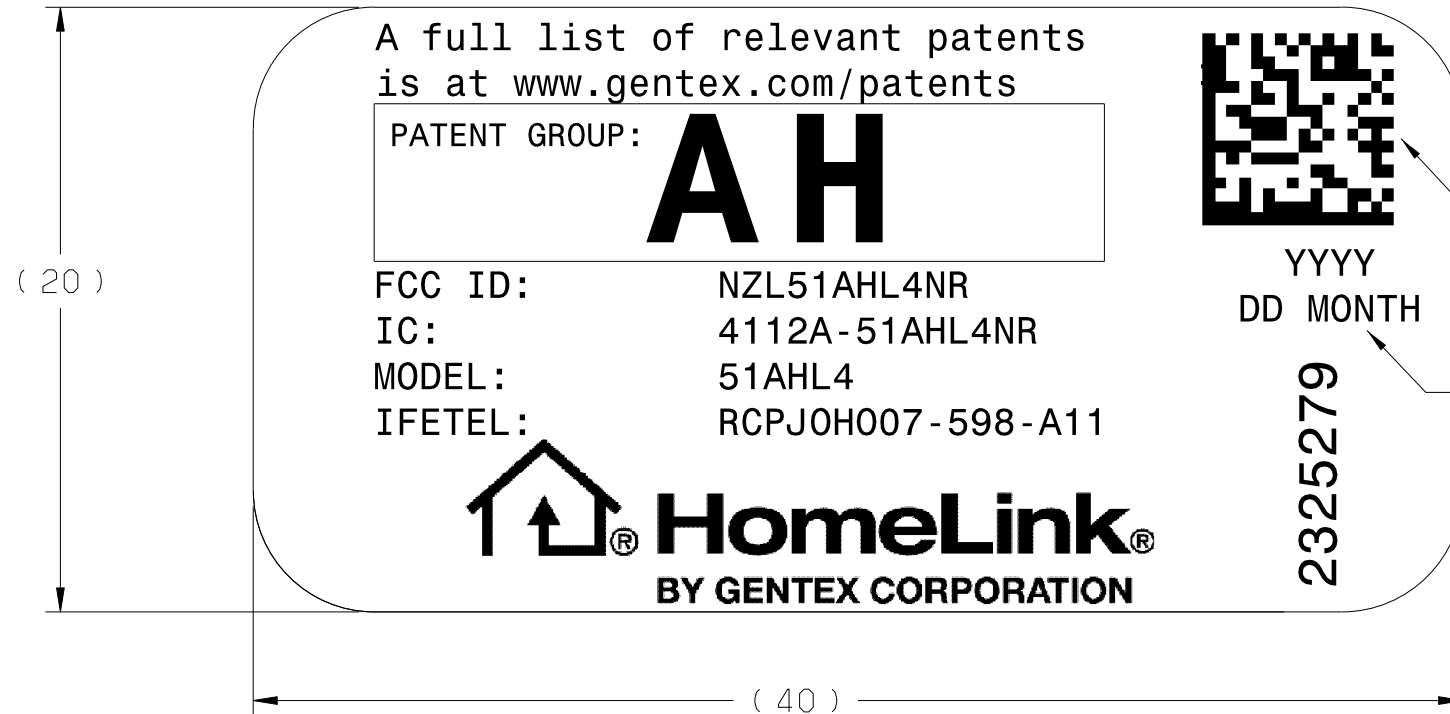 A full list of relevant patents
is at www.gentex.com/patents
PATENT GROUP: AH
FCC ID: NZL51AHL4NR
IC: 4112A-51AHL4NR
MODEL: 51AHL4
IFETEL: RCPJOHO07-598-A11
® HomeLink®
BY GENTEX CORPORATION
YYYY
DD MONTH
2325279
(20)
(40)